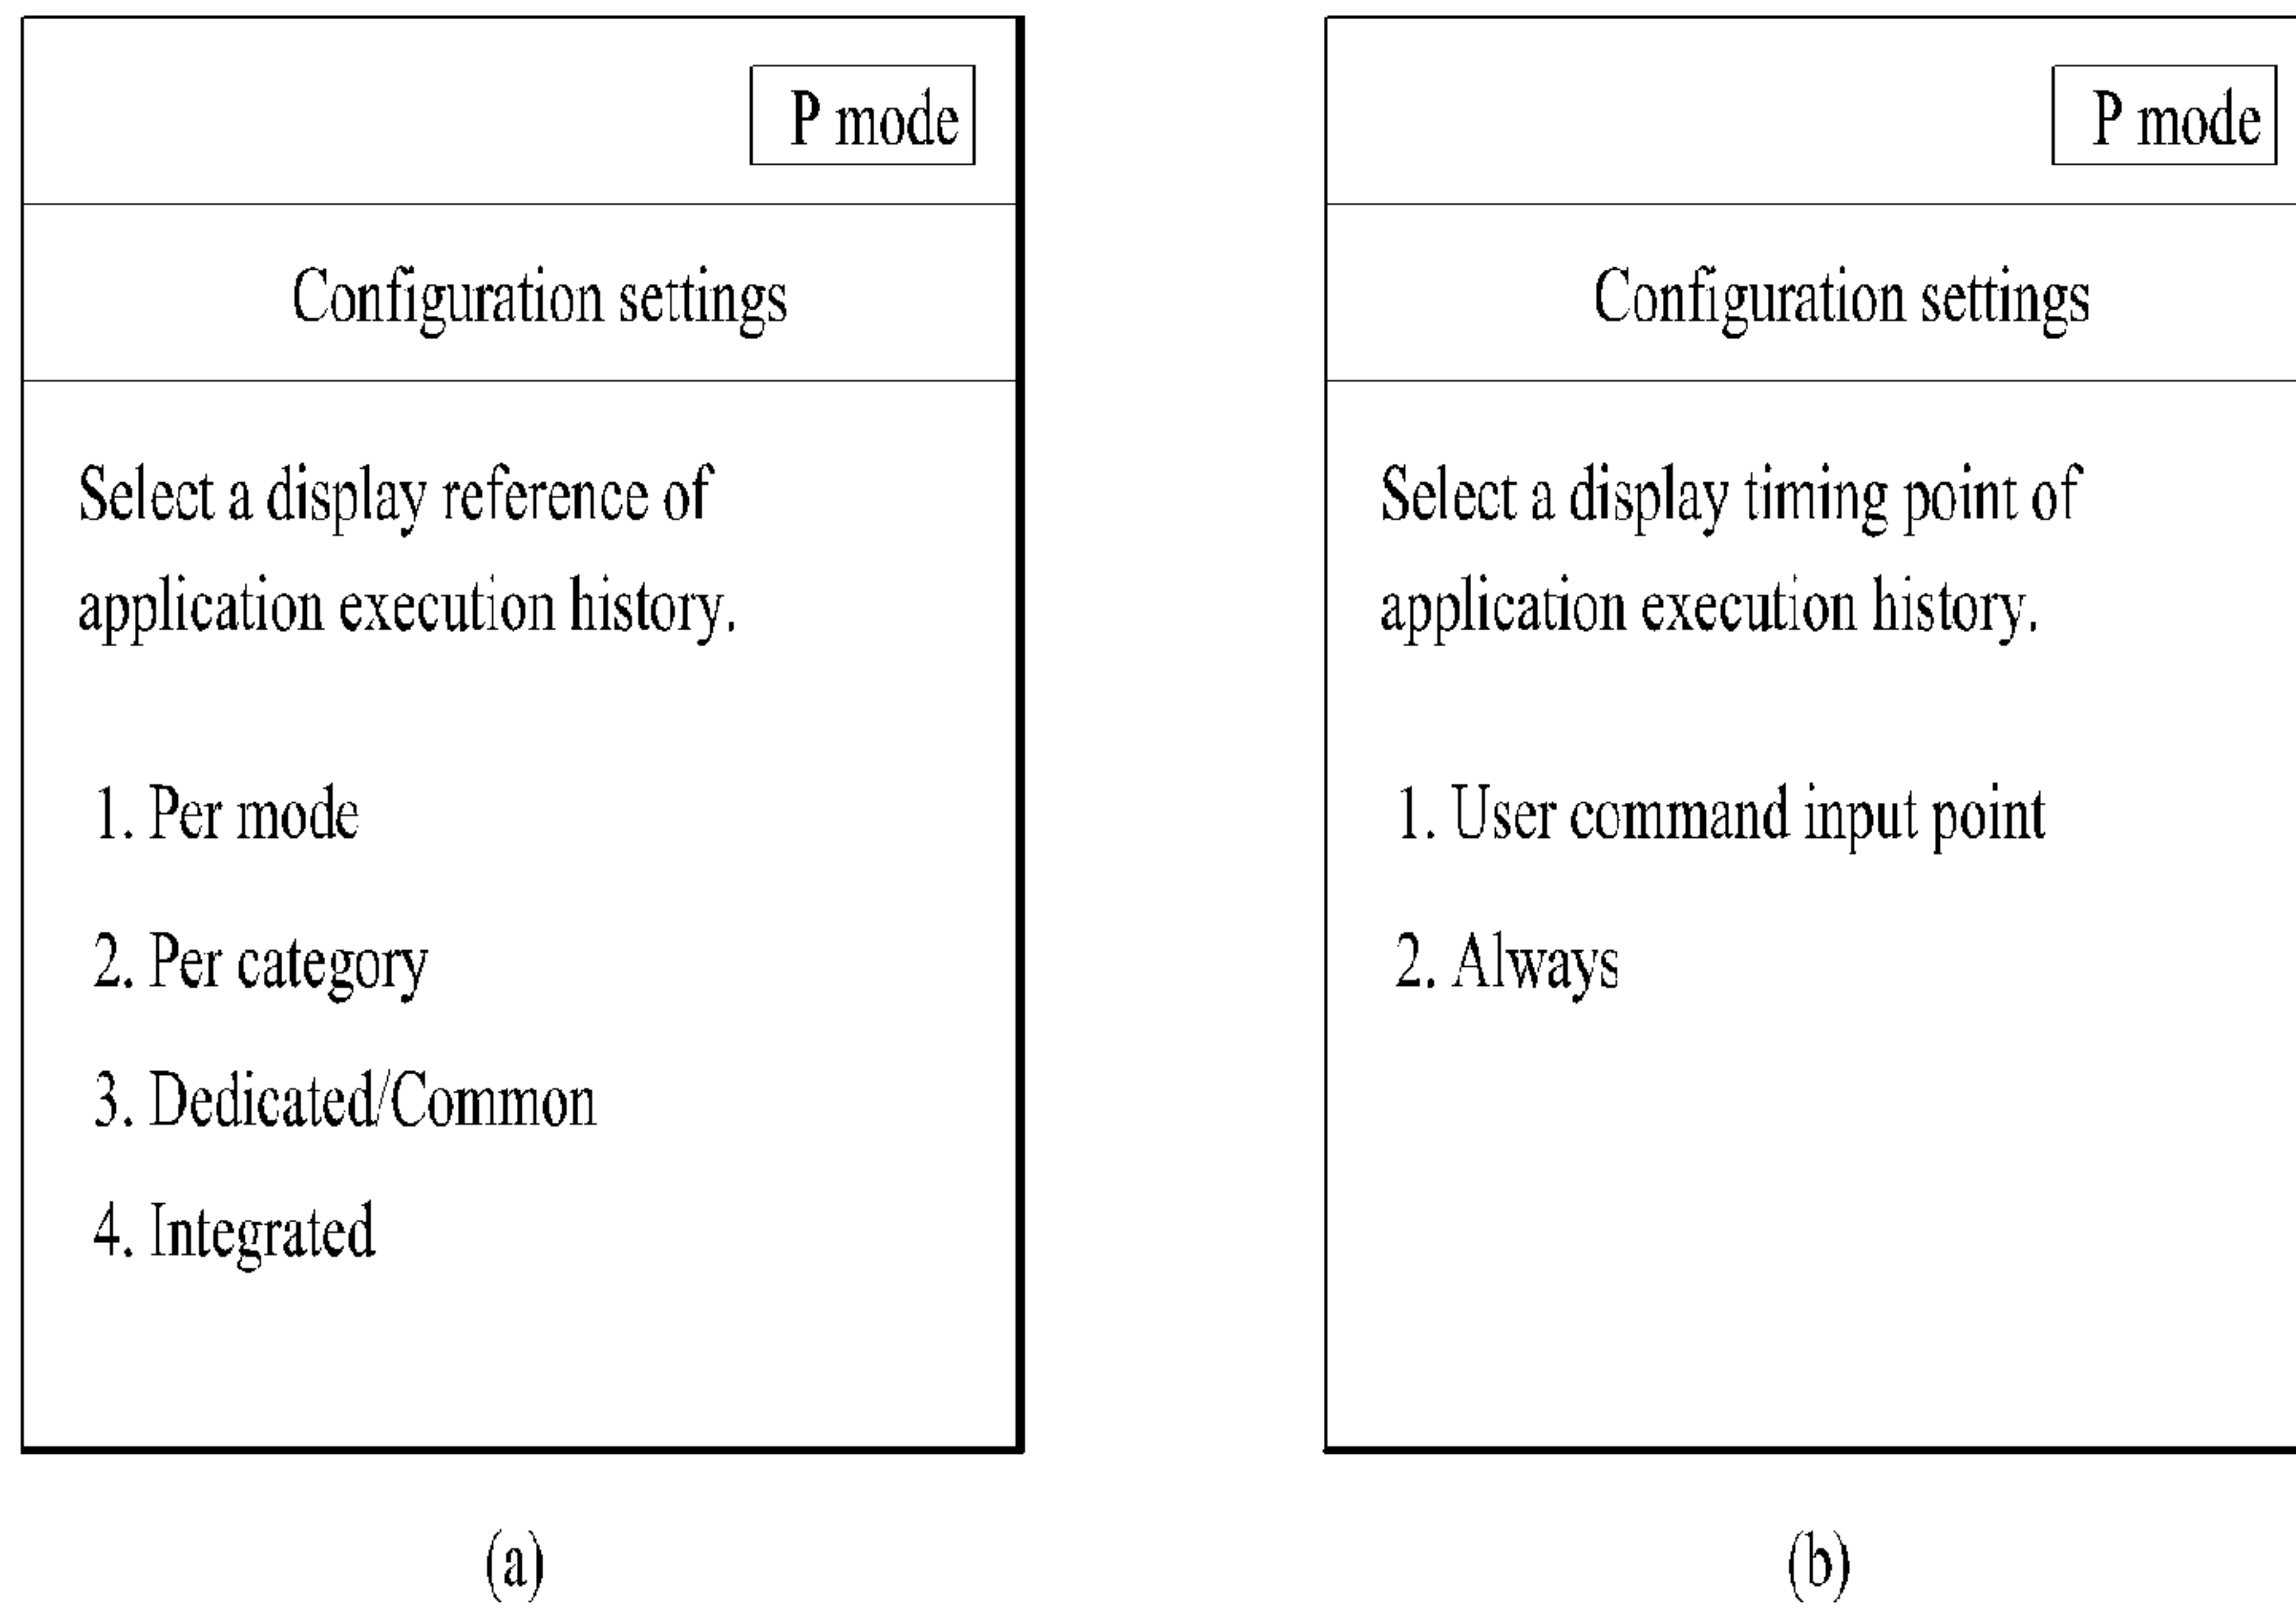 P mode
Configuration settings
Select a display reference of
application execution history.
1. Per mode
2. Per category
3. Dedicated/Common
4. Integrated
(a)
P mode
Configuration settings
Select a display timing point of
application execution history.
1. User command input point
2. Always
(b)